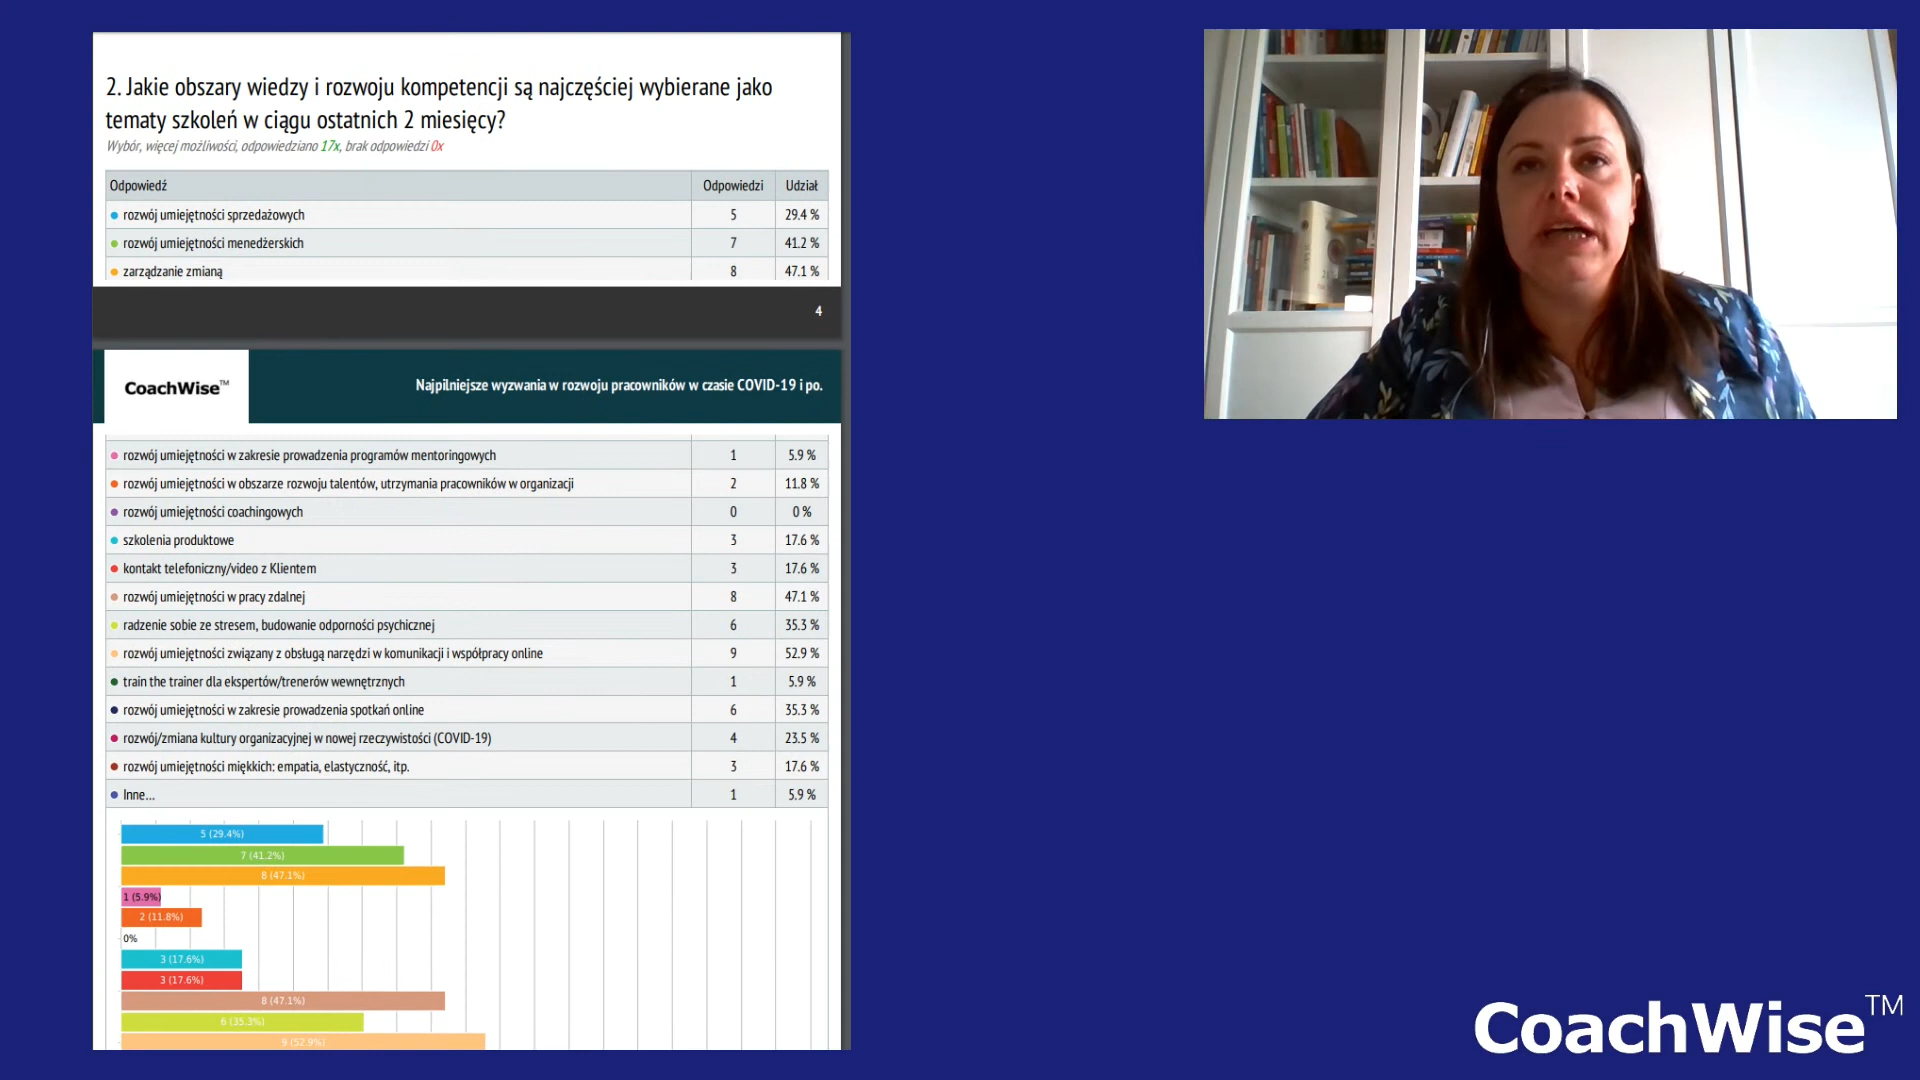 2. Jakie obszary wiedzy i rozwoju kompetencji są najczęściej wybierane jako
tematy szkoleń w ciągu ostatnich 2 miesięcy?
Wybór, więcej możliwości, odpowiedziano 17x, brak odpowiedzi 0x
Odpowiedź Odpowiedzi Udział
rozwój umiejętności sprzedażowych 5 29.4 %
rozwój umiejętności menedżerskich 7 41.2 %
zarządzanie zmianą 8 47.1 %
4
CoachWise™ Najpilniejsze wyzwania w rozwoju pracowników w czasie COVID-19 i po.
rozwój umiejętności w zakresie prowadzenia programów mentoringowych 1 5.9 %
rozwój umiejętności w obszarze rozwoju talentów, utrzymania pracowników w organizacji 2 11.8 %
rozwój umiejętności coachingowych 0 0 %
szkolenia produktowe 3 17.6 %
kontakt telefoniczny/video z Klientem 3 17.6 %
rozwój umiejętności w pracy zdalnej 8 47.1 %
radzenie sobie ze stresem, budowanie odporności psychicznej 6 35.3 %
rozwój umiejętności związany z obsługą narzędzi w komunikacji i współpracy online 9 52.9 %
train the trainer dla ekspertów/trenerów wewnętrznych 1 5.9 %
rozwój umiejętności w zakresie prowadzenia spotkań online 6 35.3 %
rozwój/zmiana kultury organizacyjnej w nowej rzeczywistości (COVID-19) 4 23.5 %
rozwój umiejętności miękkich: empatia, elastyczność, itp. 3 17.6 %
Inne... 1 5.9 %
5 (29.4%)
7 (41.2%)
8 (47.1%)
1 (5.9%)
2 (11.8%)
0%
3 (17.6%)
3 (17.6%)
8 (47.1%)
6 (35.3%)
9 (52.9%)
CoachWise™